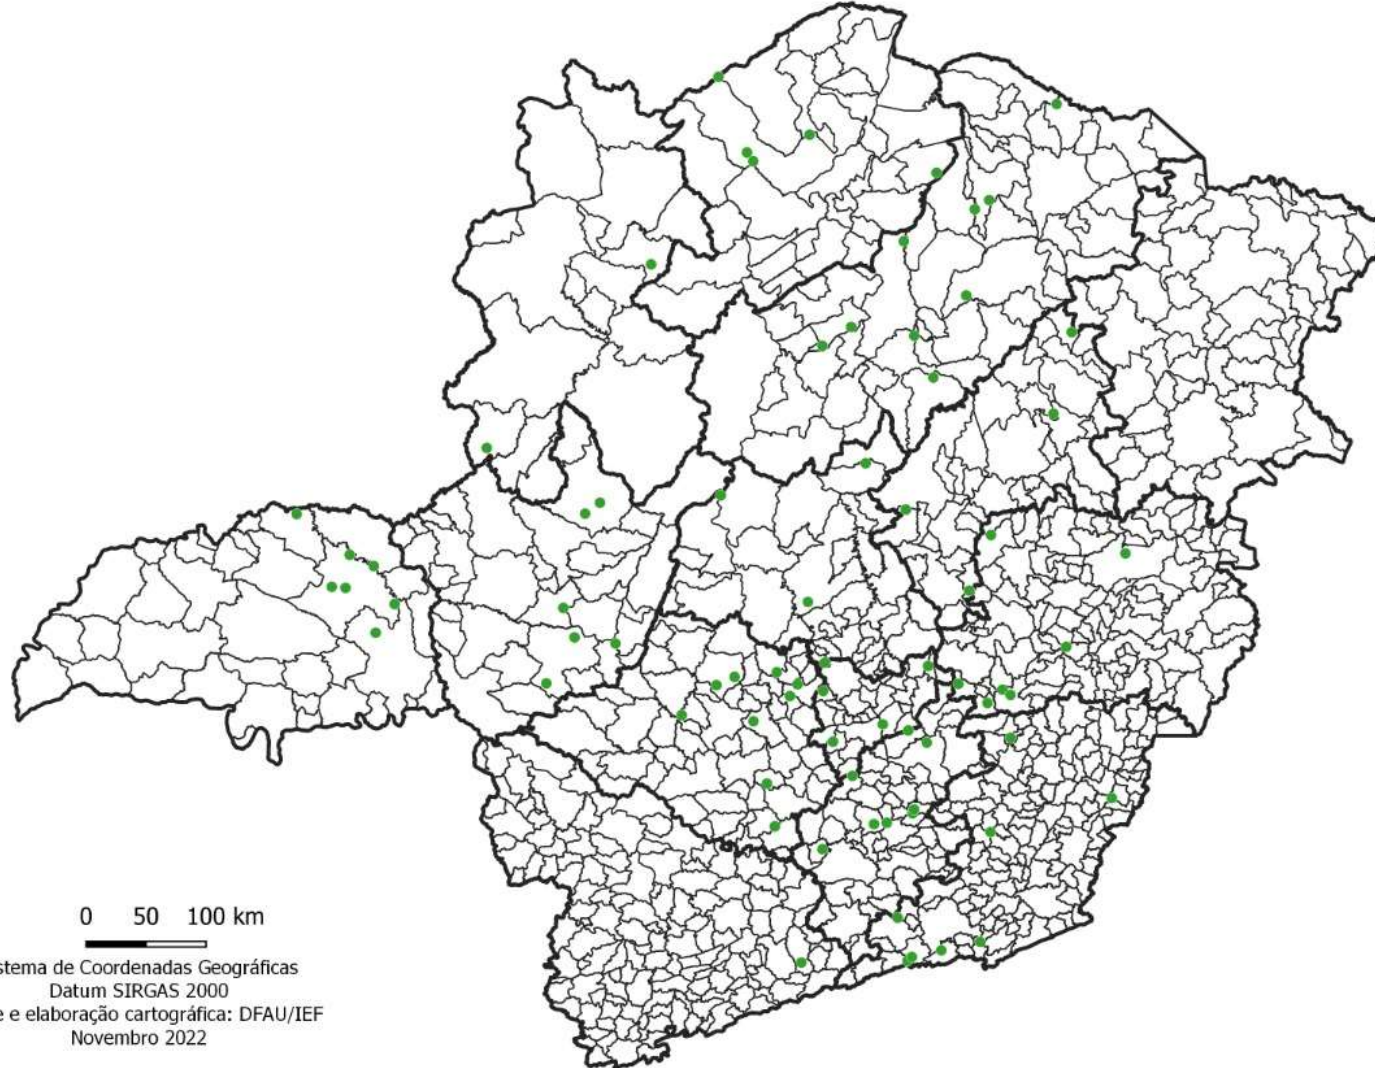 0 50 100 km
stema de Coordenadas Geográficas
Datum SIRGAS 2000
e e elaboração cartográfica: DFAU/IEF
Novembro 2022